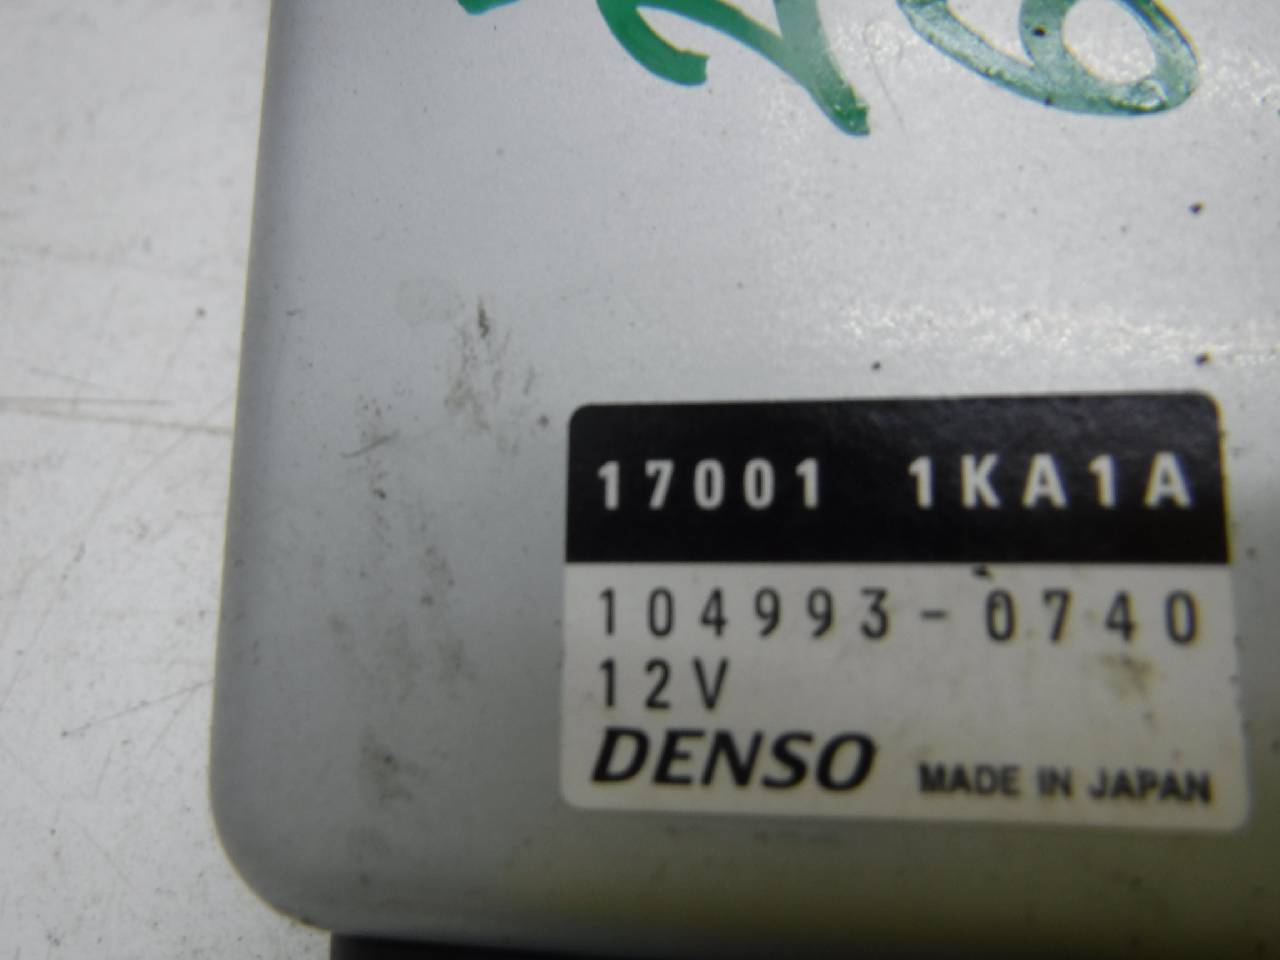 17001 1KA1A
104993-0740
12V
DENSO MADE IN JAPAN